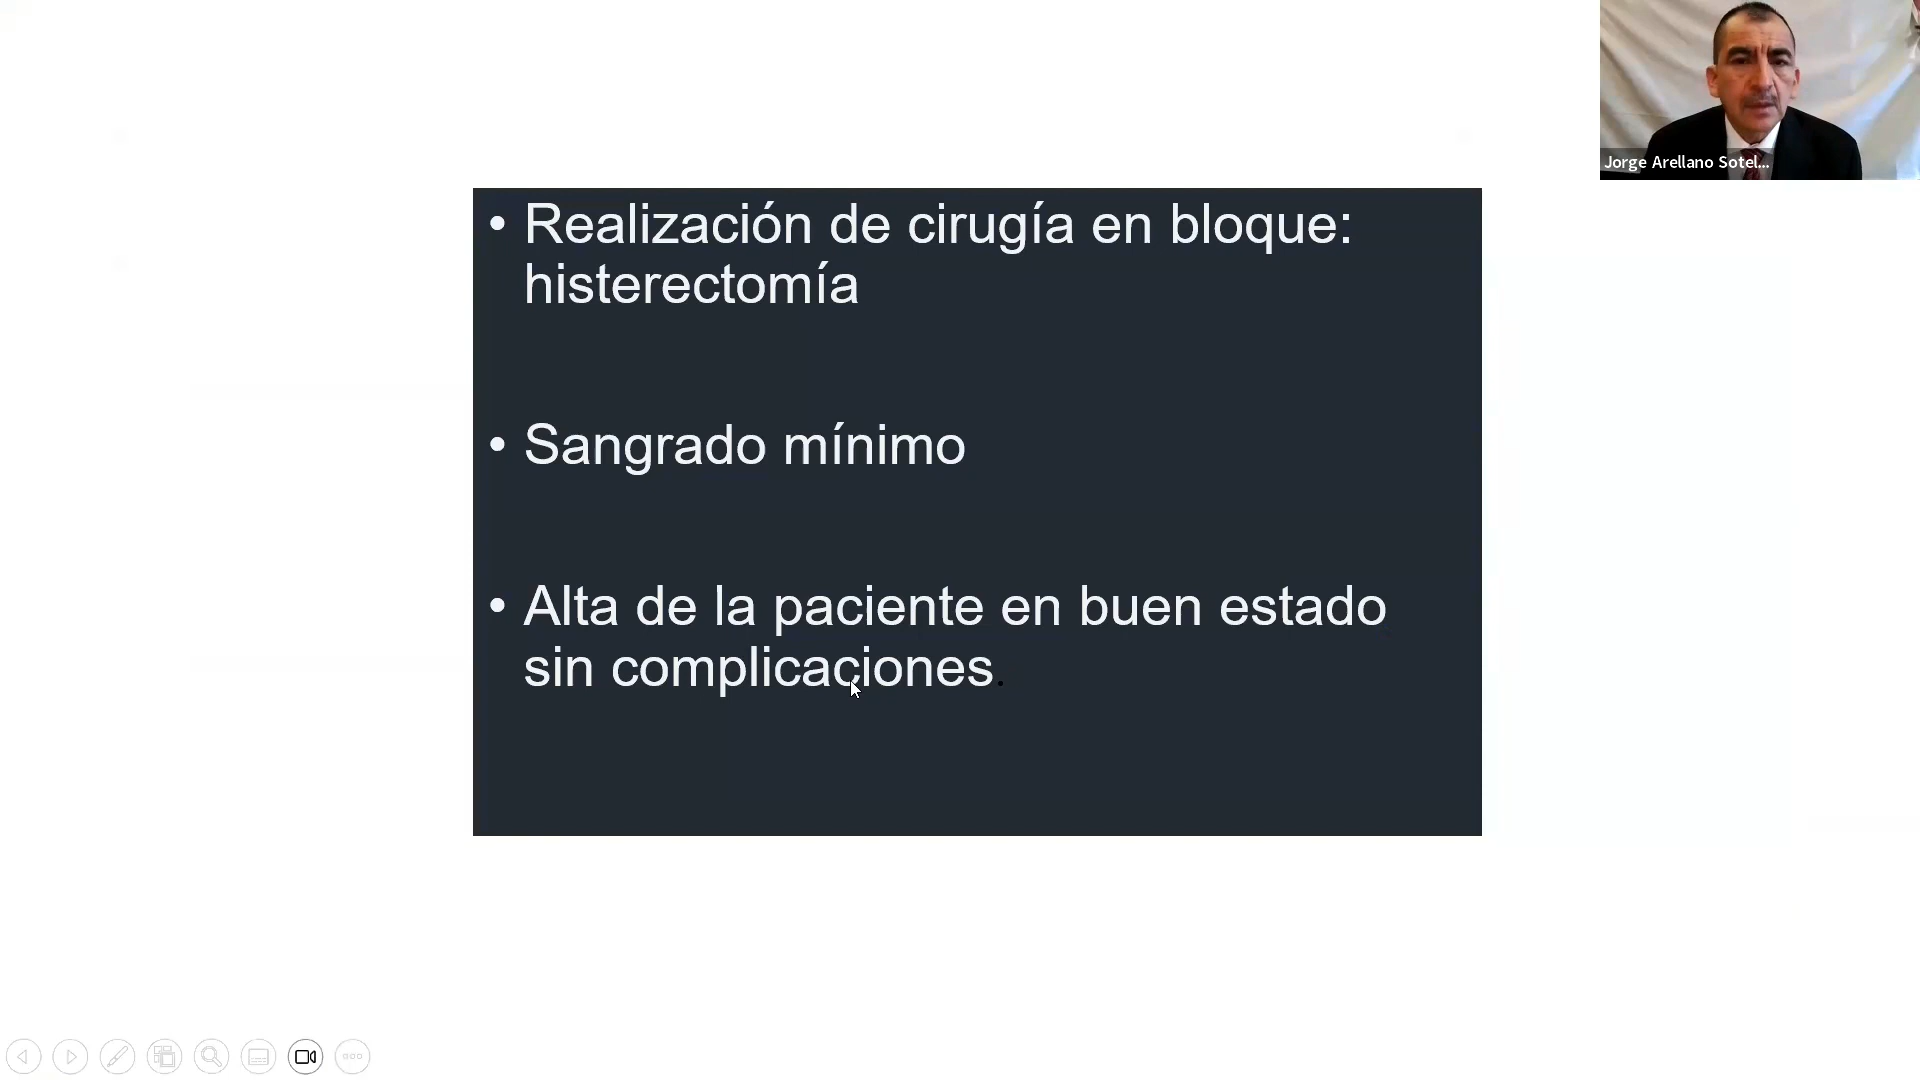 Jorge Arellano Sotel...
• Realización de cirugía en bloque:
histerectomía
• Sangrado mínimo
• Alta de la paciente en buen estado
sin complicaciones.